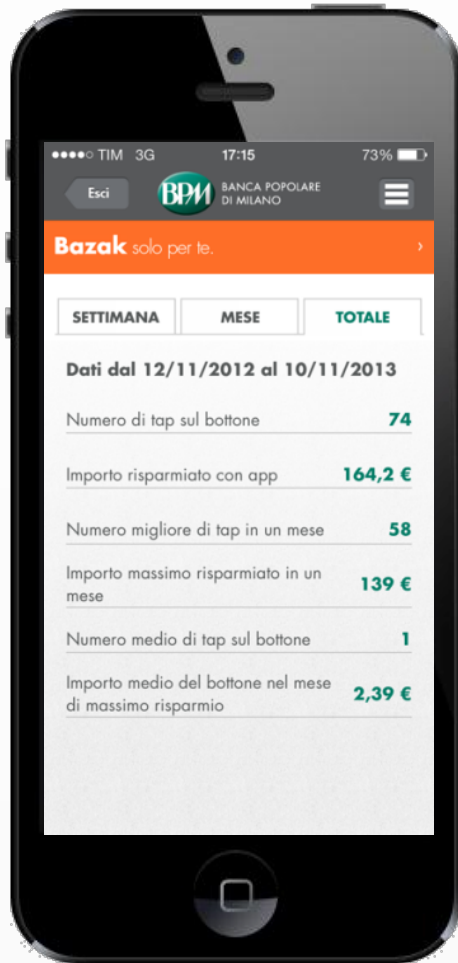 TIM 3G 17:15 73%
Esci BPM BANCA POPOLARE
DI MILANO
Bazak solo per te.
SETTIMANA MESE TOTALE
Dati dal 12/11/2012 al 10/11/2013
Numero di tap sul bottone 74
Importo risparmiato con app 164,2 €
Numero migliore di tap in un mese 58
Importo massimo risparmiato in un
mese 139 €
Numero medio di tap sul bottone 1
Importo medio del bottone nel mese
di massimo risparmio 2,39 €